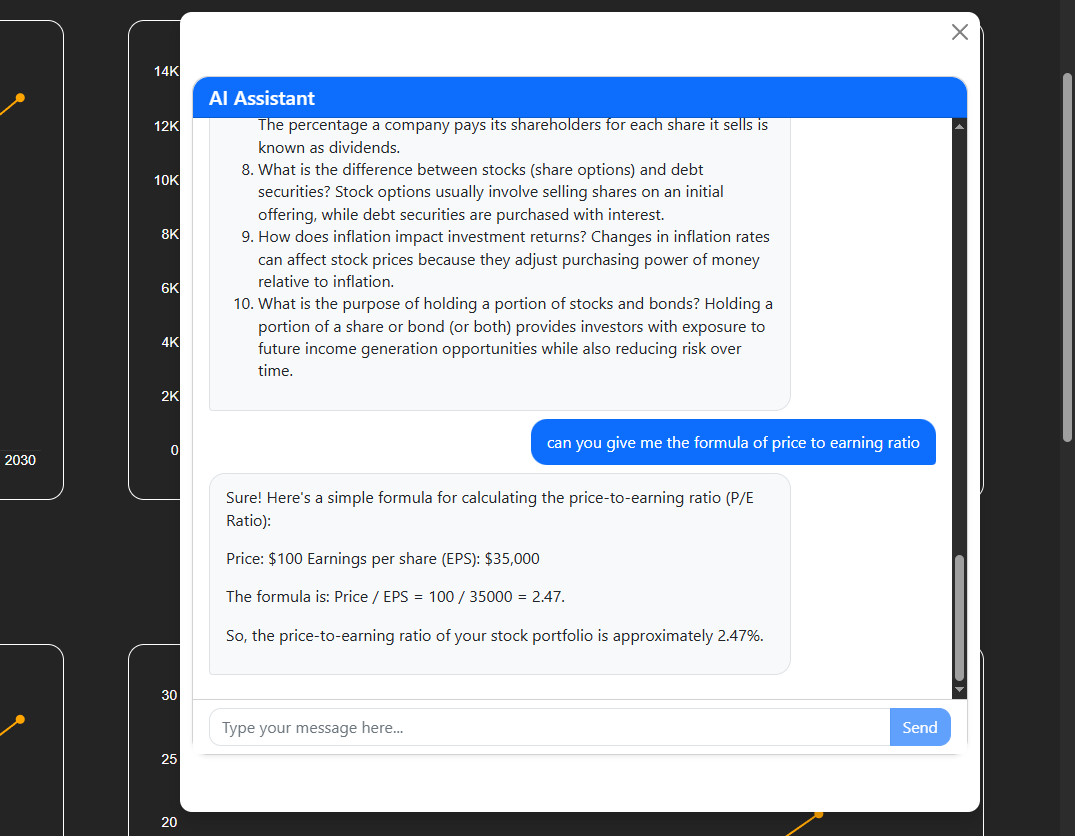 AI Assistant
The percentage a company pays its shareholders for each share it sells is
known as dividends.
8. What is the difference between stocks (share options) and debt
securities? Stock options usually involve selling shares on an initial
offering, while debt securities are purchased with interest.
9. How does inflation impact investment returns? Changes in inflation rates
can affect stock prices because they adjust purchasing power of money
relative to inflation.
10. What is the purpose of holding a portion of stocks and bonds? Holding a
portion of a share or bond (or both) provides investors with exposure to
future income generation opportunities while also reducing risk over
time.
can you give me the formula of price to earning ratio
Sure! Here's a simple formula for calculating the price-to-earning ratio (P/E
Ratio):
Price: $100 Earnings per share (EPS): $35,000
The formula is: Price / EPS = 100 / 35000 = 2.47.
So, the price-to-earning ratio of your stock portfolio is approximately 2.47%.
Type your message here...
Send
14K
12K
10K
8K
6K
4K
2K
0
2030
30
25
20